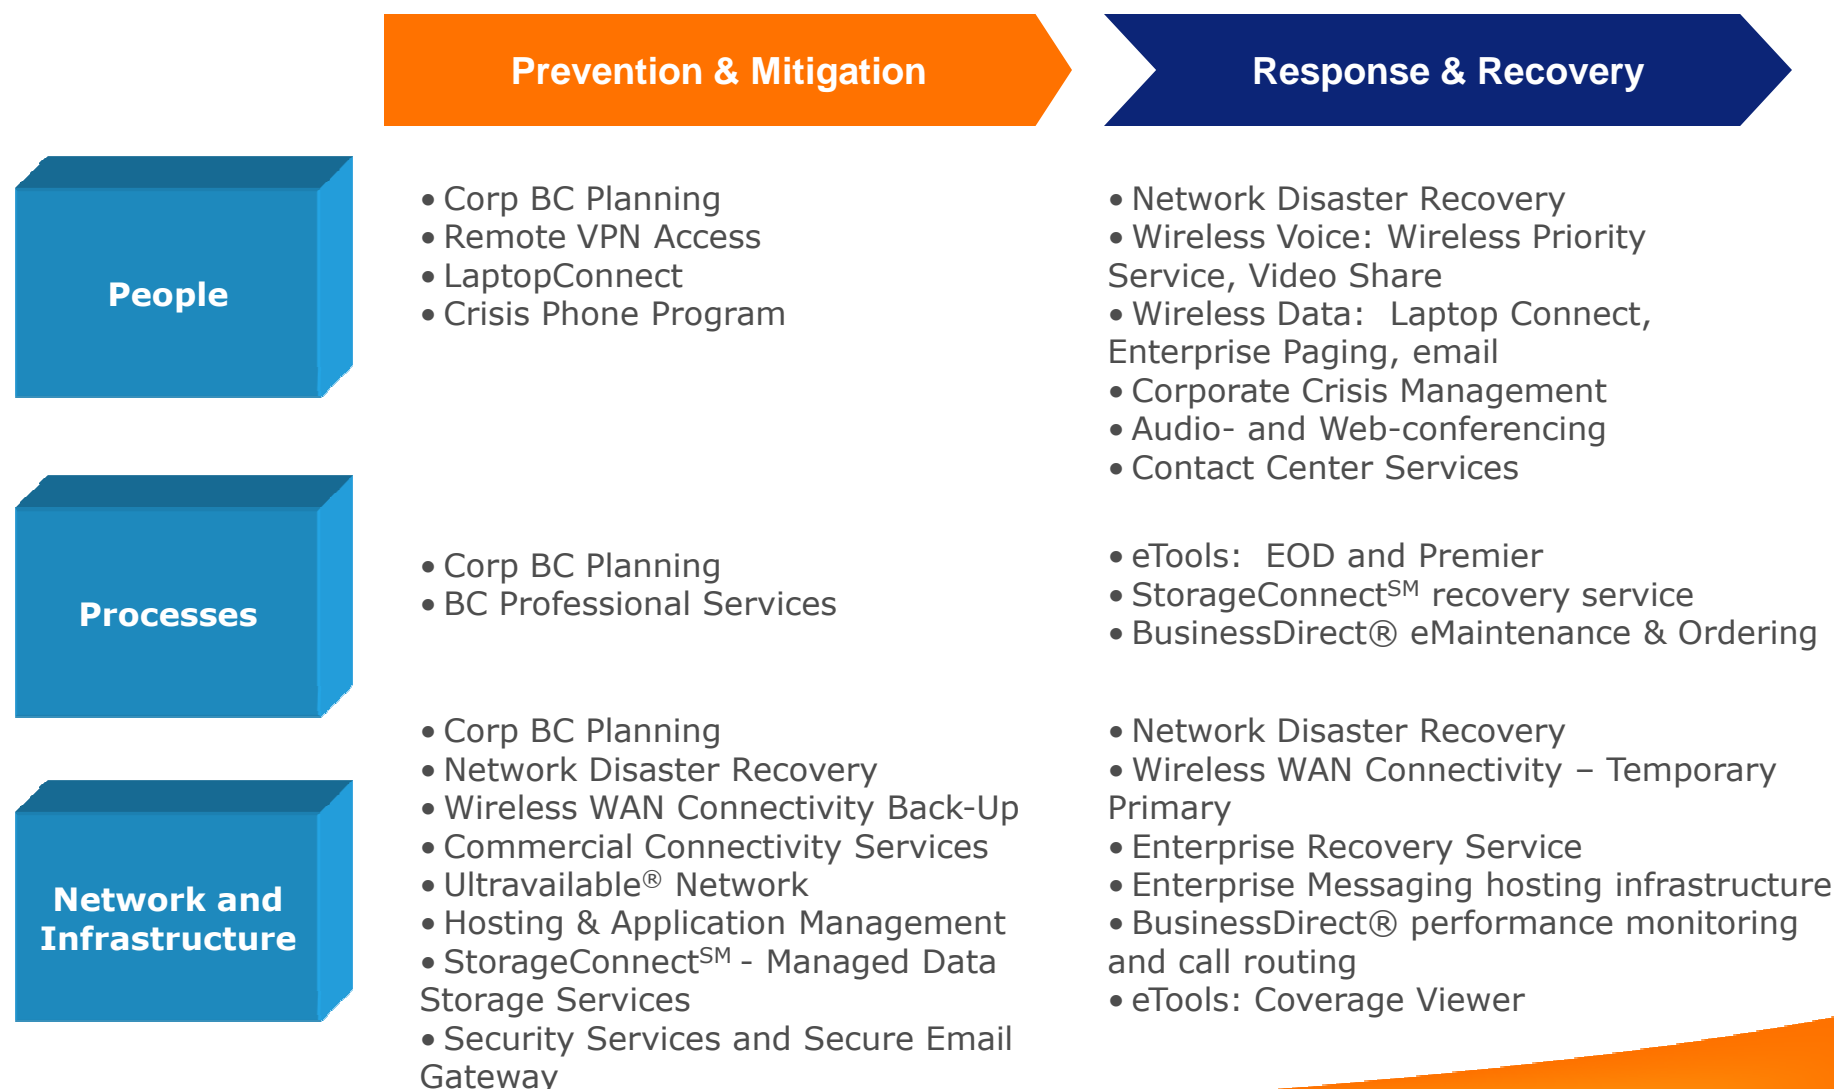 Prevention & Mitigation
Response & Recovery
People
• Corp BC Planning
• Remote VPN Access
• LaptopConnect
• Crisis Phone Program
• Network Disaster Recovery
• Wireless Voice: Wireless Priority
Service, Video Share
• Wireless Data:  Laptop Connect,
Enterprise Paging, email
• Corporate Crisis Management
• Audio- and Web-conferencing
• Contact Center Services
Processes
• Corp BC Planning
• BC Professional Services
• eTools:  EOD and Premier
• StorageConnectSM recovery service
• BusinessDirect® eMaintenance & Ordering
Network and
Infrastructure
• Corp BC Planning
• Network Disaster Recovery
• Wireless WAN Connectivity Back-Up
• Commercial Connectivity Services
• Ultravailable® Network
• Hosting & Application Management
• StorageConnectSM - Managed Data
Storage Services
• Security Services and Secure Email
Gateway
• Network Disaster Recovery
• Wireless WAN Connectivity – Temporary
Primary
• Enterprise Recovery Service
• Enterprise Messaging hosting infrastructure
• BusinessDirect® performance monitoring
and call routing
• eTools: Coverage Viewer